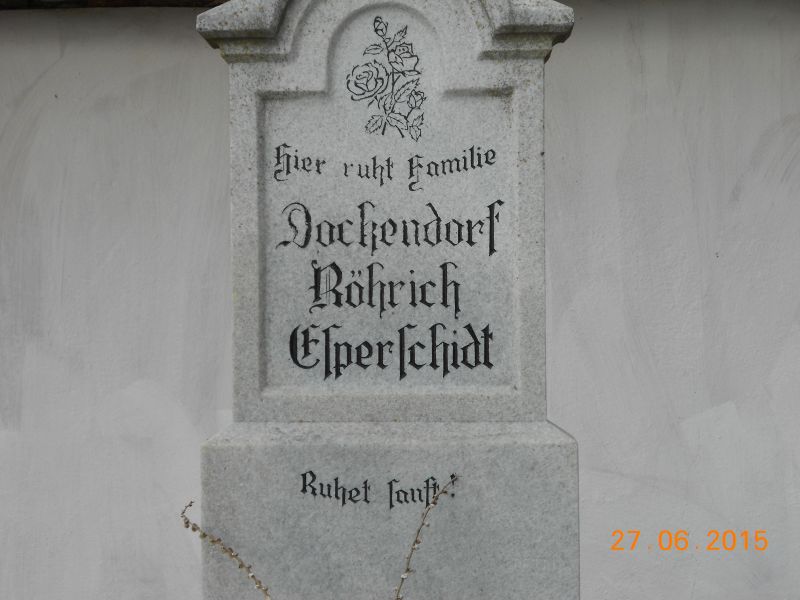 Hier ruht Familie
Dockendorf
Röhrich
Esperschidt
Ruhet sanft!
27.06.2015